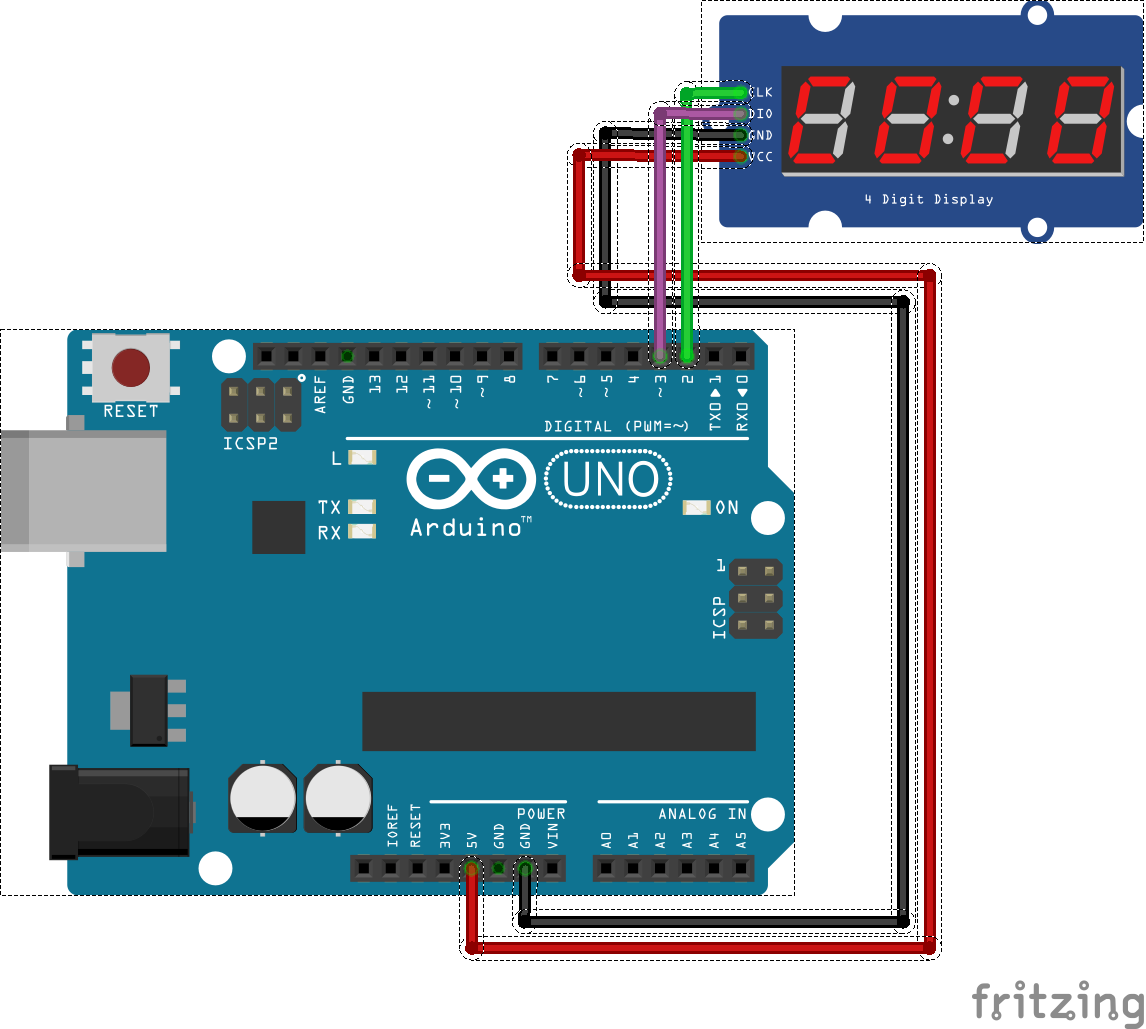 CLK
DIO
GND
VCC
4 Digit Display
RESET
ICSP2
AREF
GND
13
12
~11
~10
~9
8
7
~6
~5
4
~3
2
TX0▶1
RX0◀0
DIGITAL (PWM=~)
L
TX
RX
Arduino™
UNO
ON
1
ICSP
IOREF
RESET
3V3
5V
GND
GND
VIN
POWER
ANALOG IN
A0
A1
A2
A3
A4
A5
fritzing